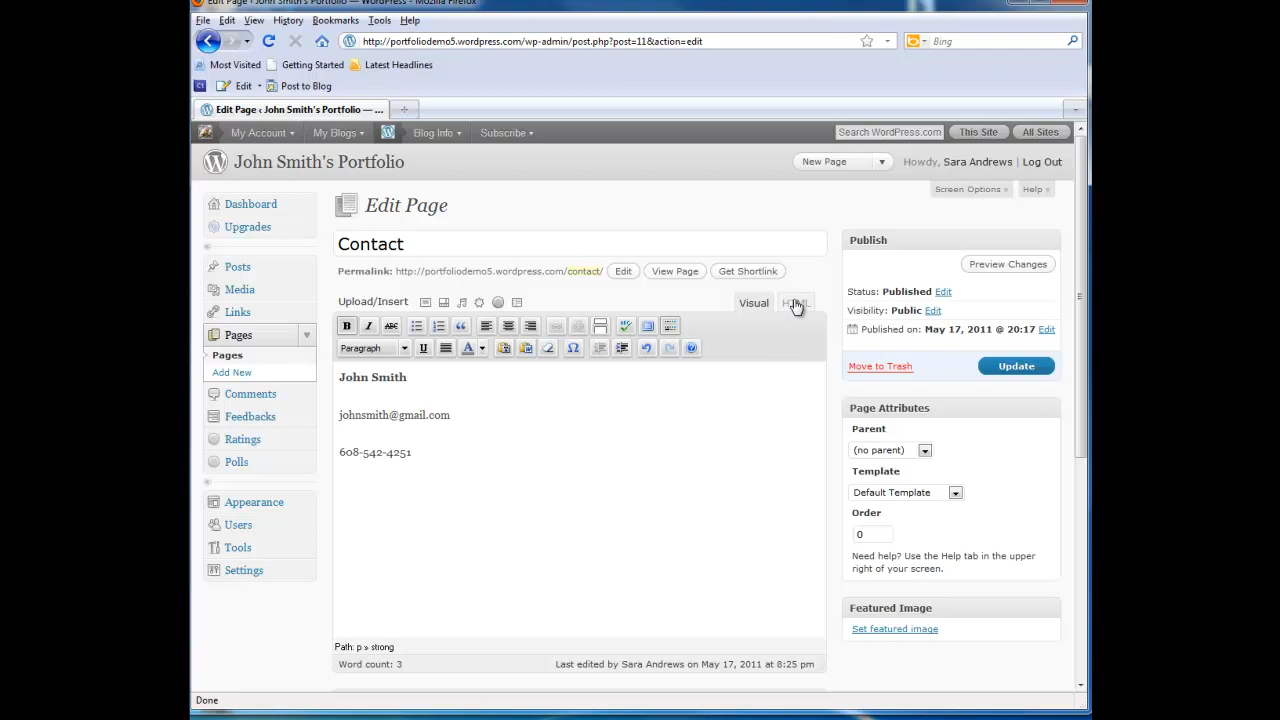 Edit Page ‹ John Smith's Portfolio — WordPress - Mozilla Firefox
File Edit View History Bookmarks Tools Help
http://portfoliodemo5.wordpress.com/wp-admin/post.php?post=11&action=edit Bing
Most Visited Getting Started Latest Headlines
Edit Post to Blog
Edit Page ‹ John Smith's Portfolio — ...
My Account My Blogs Blog Info Subscribe Search WordPress.com This Site All Sites
John Smith's Portfolio New Page Howdy, Sara Andrews | Log Out
Screen Options Help
Dashboard
Upgrades
Posts
Media
Links
Pages
Pages
Add New
Comments
Feedbacks
Ratings
Polls
Appearance
Users
Tools
Settings
Edit Page
Contact
Permalink: http://portfoliodemo5.wordpress.com/contact/ Edit View Page Get Shortlink
Upload/Insert Visual HTML
B I ABC
Paragraph U A
John Smith
johnsmith@gmail.com
608-542-4251
Path: p » strong
Word count: 3 Last edited by Sara Andrews on May 17, 2011 at 8:25 pm
Publish
Preview Changes
Status: Published Edit
Visibility: Public Edit
Published on: May 17, 2011 @ 20:17 Edit
Move to Trash Update
Page Attributes
Parent
(no parent)
Template
Default Template
Order
0
Need help? Use the Help tab in the upper
right of your screen.
Featured Image
Set featured image
Done